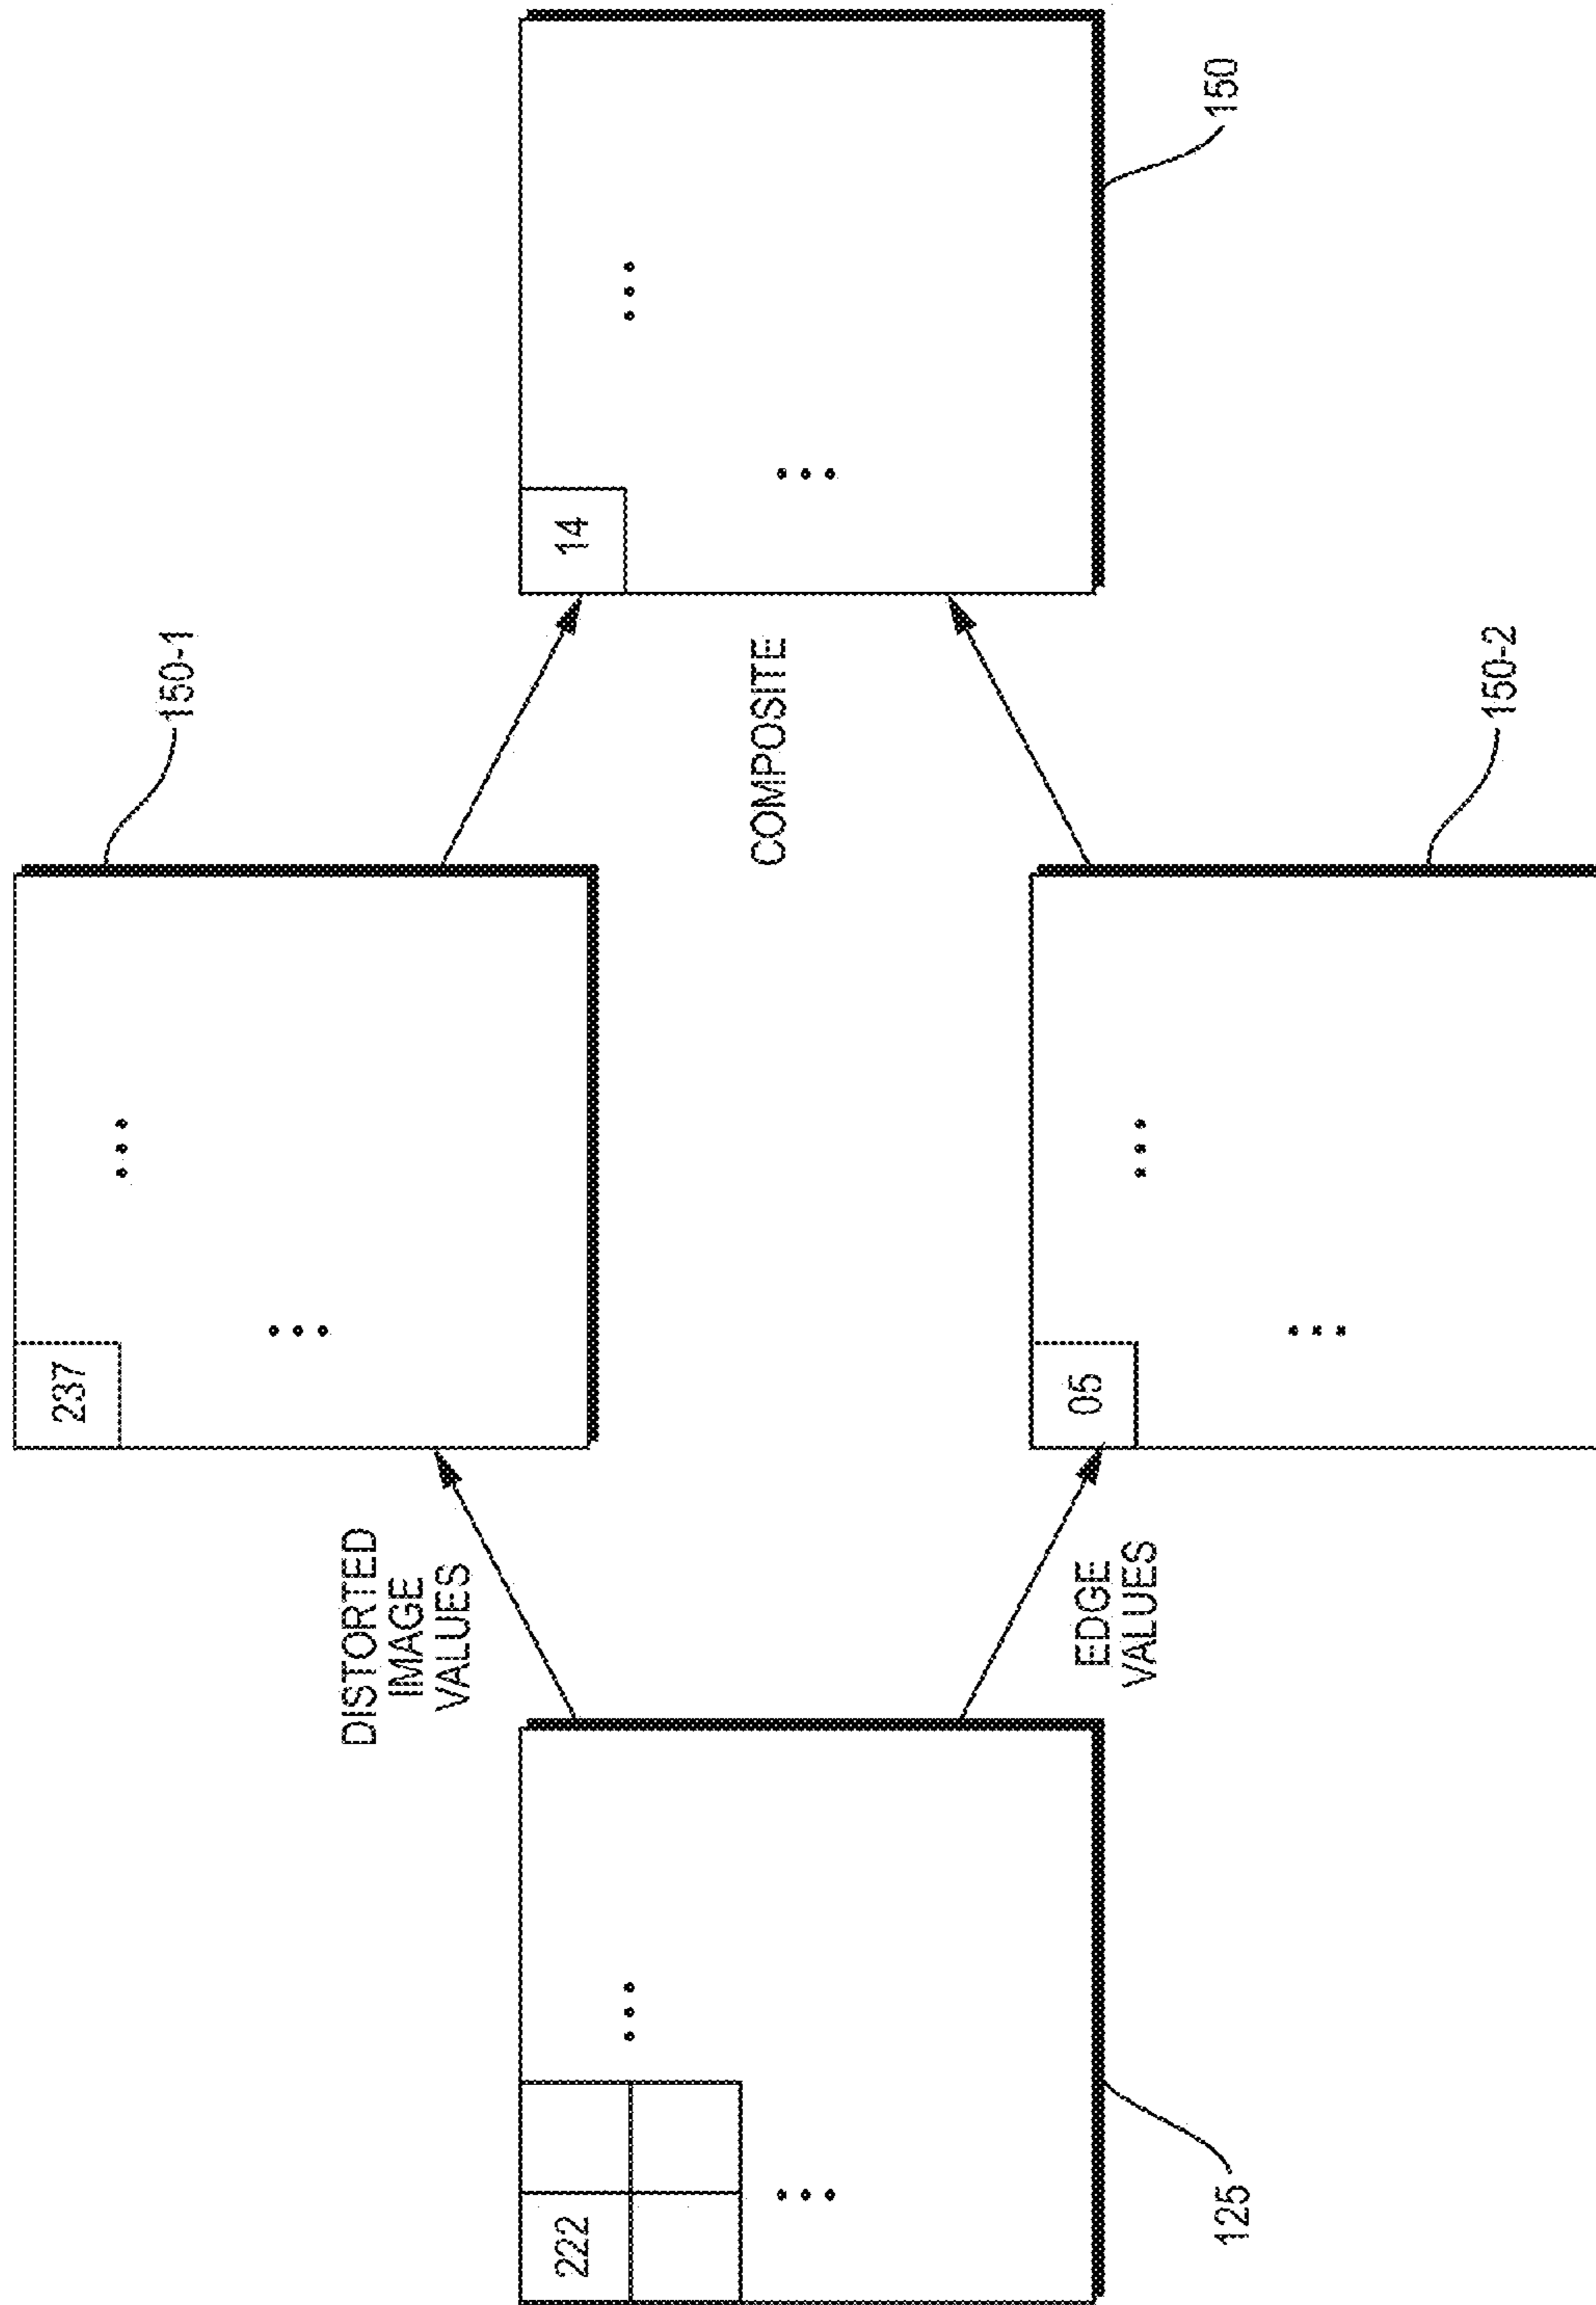 222
125
DISTORTED
IMAGE
VALUES
EDGE
VALUES
237
150-1
05
150-2
COMPOSITE
14
150